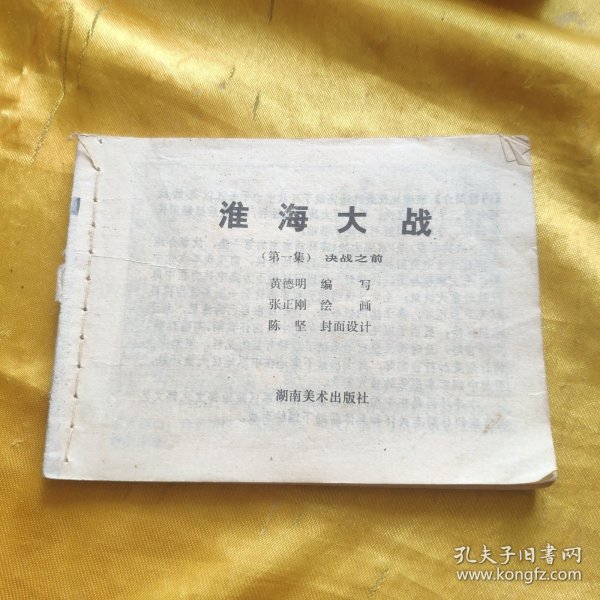 淮海大战
（第一集） 决战之前
黄德明 编 写
张正刚 绘 画
陈 坚 封面设计
湖南美术出版社
孔夫子旧书网
www.kongfz.com